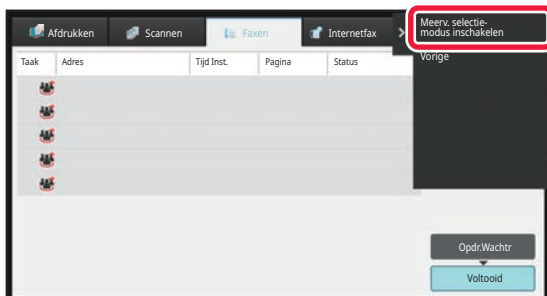 Afdrukken
Scannen
Faxen
Internetfax
Meerv. selectie-
modus inschakelen
Vorige
Taak
Adres
Tijd Inst.
Pagina
Status
Opdr.Wachtr
Voltooid